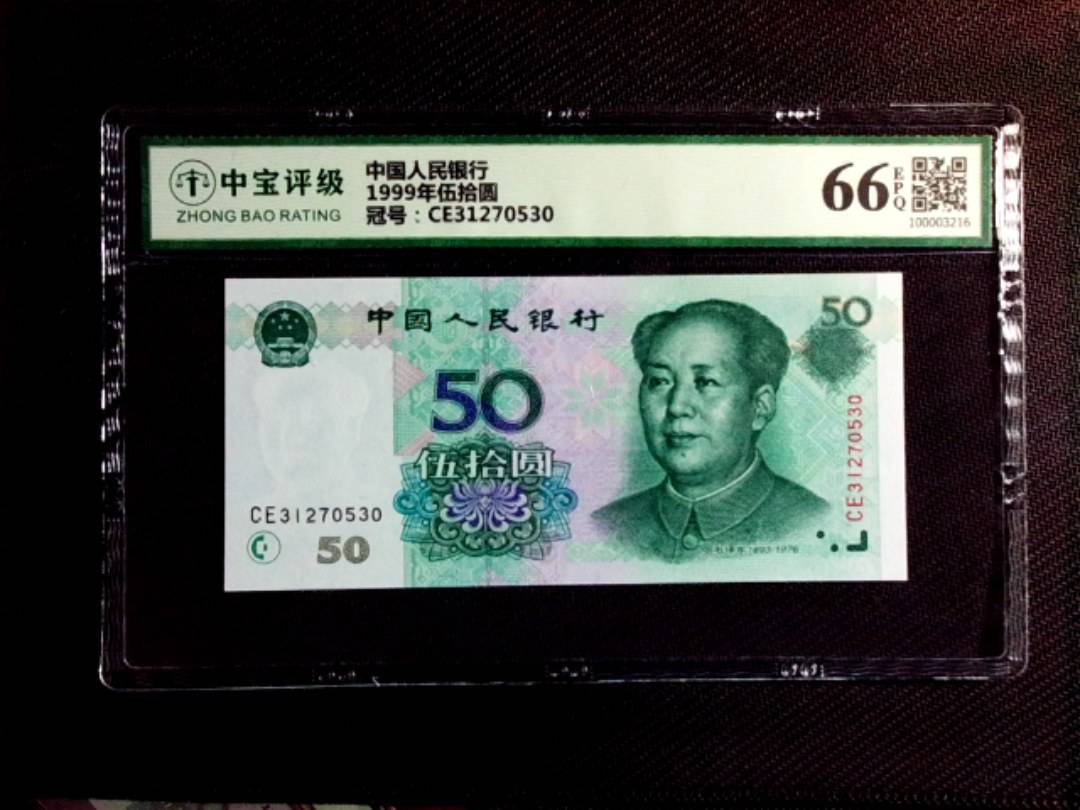 中宝评级
ZHONG BAO RATING
中国人民银行
1999年伍拾圆
冠号：CE31270530
66
EPQ
100003216
中國人民银行
50
50
伍拾圆
CE31270530
CE31270530
50